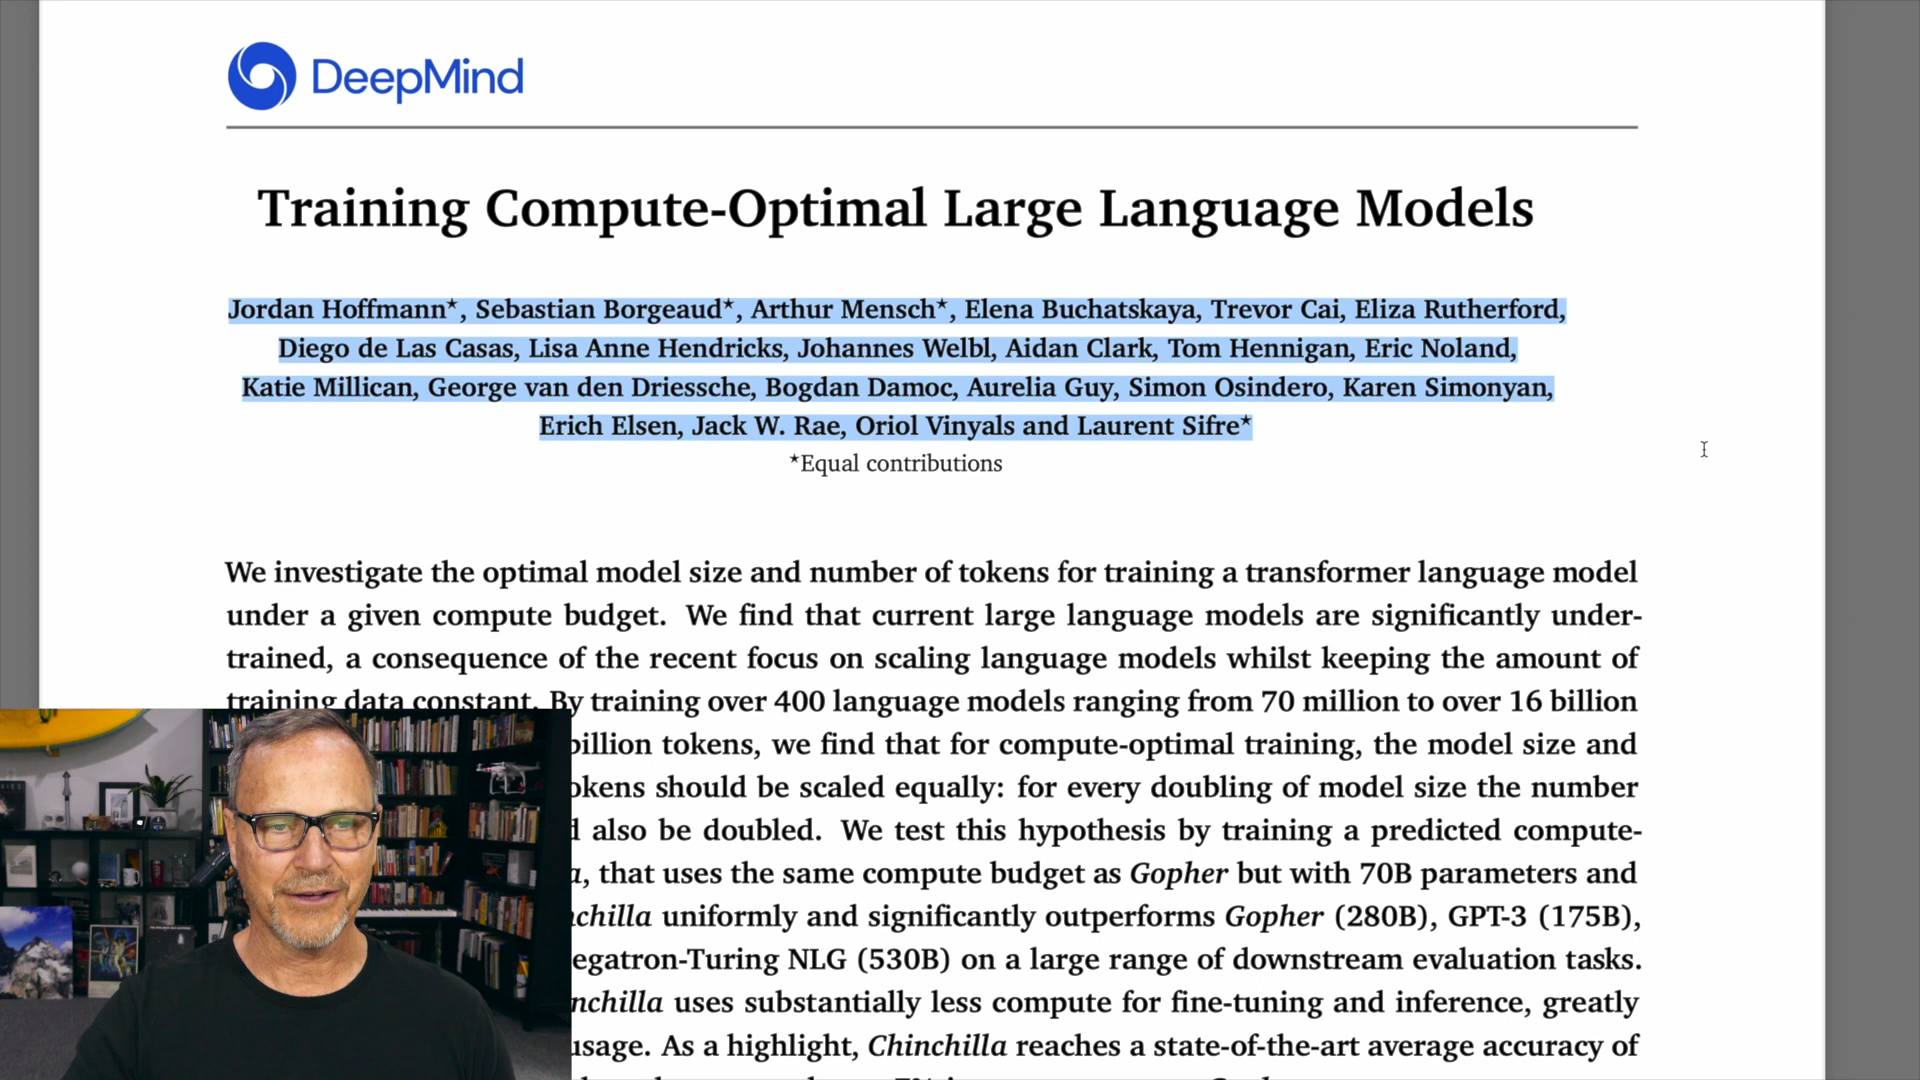 DeepMind
Training Compute-Optimal Large Language Models
Jordan Hoffmann★, Sebastian Borgeaud★, Arthur Mensch★, Elena Buchatskaya, Trevor Cai, Eliza Rutherford,
Diego de Las Casas, Lisa Anne Hendricks, Johannes Welbl, Aidan Clark, Tom Hennigan, Eric Noland,
Katie Millican, George van den Driessche, Bogdan Damoc, Aurelia Guy, Simon Osindero, Karen Simonyan,
Erich Elsen, Jack W. Rae, Oriol Vinyals and Laurent Sifre★
★Equal contributions
We investigate the optimal model size and number of tokens for training a transformer language model
under a given compute budget. We find that current large language models are significantly under-
trained, a consequence of the recent focus on scaling language models whilst keeping the amount of
training data constant. By training over 400 language models ranging from 70 million to over 16 billion
billion tokens, we find that for compute-optimal training, the model size and
should be scaled equally: for every doubling of model size the number
also be doubled. We test this hypothesis by training a predicted compute-
that uses the same compute budget as Gopher but with 70B parameters and
uniformly and significantly outperforms Gopher (280B), GPT-3 (175B),
egatron-Turing NLG (530B) on a large range of downstream evaluation tasks.
uses substantially less compute for fine-tuning and inference, greatly
usage. As a highlight, Chinchilla reaches a state-of-the-art average accuracy of